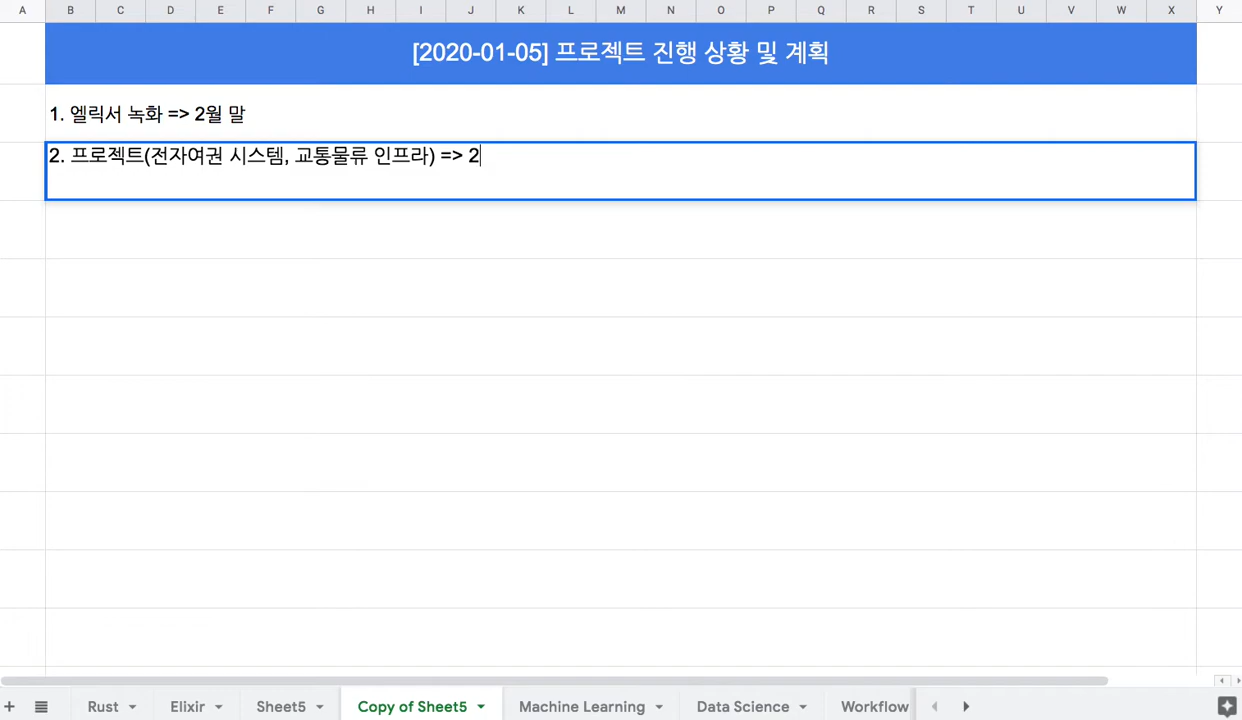 A B C D E F G H I J K L M N O P Q R S T U V W X Y
[2020-01-05] 프로젝트 진행 상황 및 계획
1. 엘릭서 녹화 => 2월 말
2. 프로젝트(전자여권 시스템, 교통물류 인프라) => 2
+ Rust Elixir Sheet5 Copy of Sheet5 Machine Learning Data Science Workflow